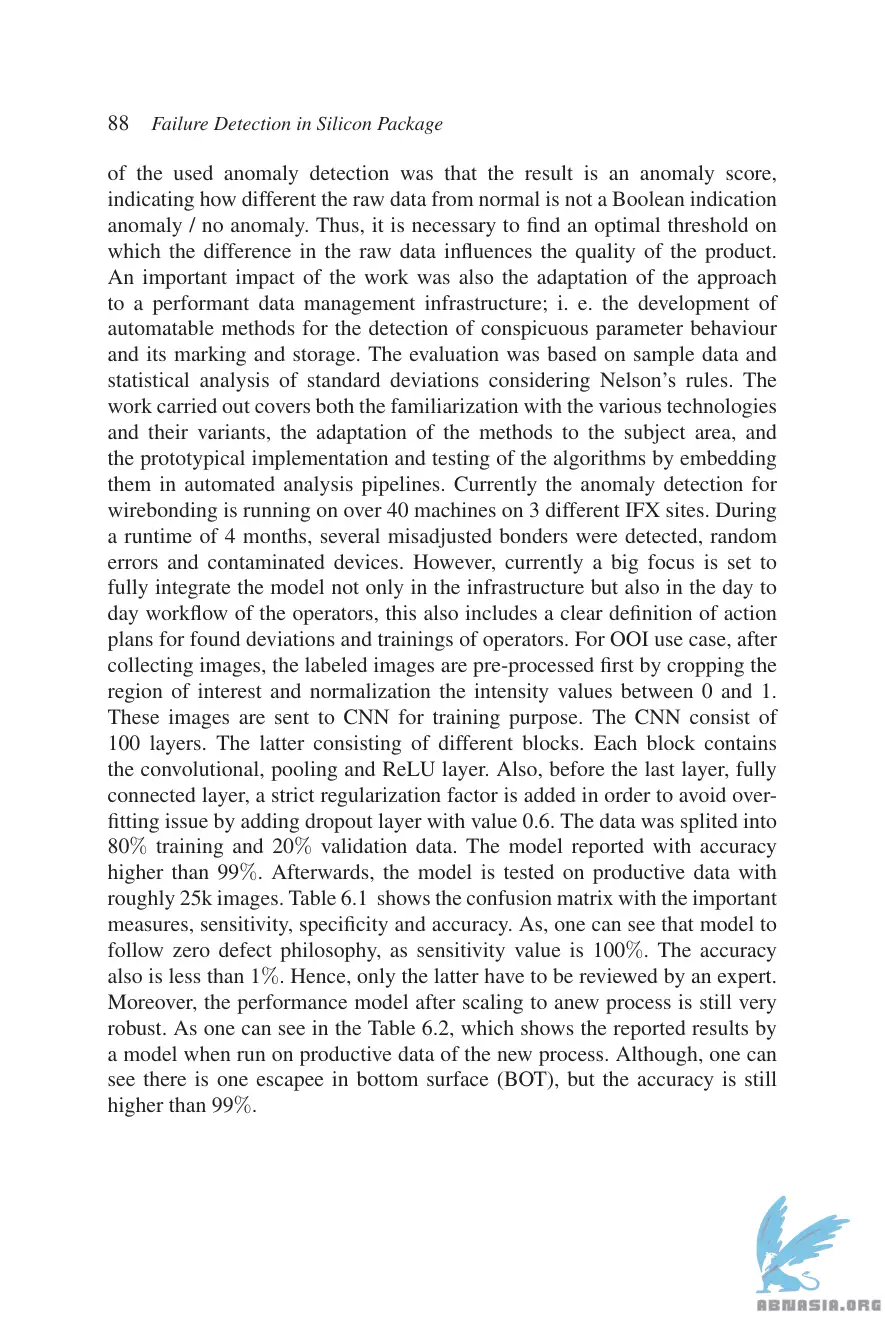 88 Failure Detection in Silicon Package
of the used anomaly detection was that the result is an anomaly score,
indicating how different the raw data from normal is not a Boolean indication
anomaly / no anomaly. Thus, it is necessary to find an optimal threshold on
which the difference in the raw data influences the quality of the product.
An important impact of the work was also the adaptation of the approach
to a performant data management infrastructure; i. e. the development of
automatable methods for the detection of conspicuous parameter behaviour
and its marking and storage. The evaluation was based on sample data and
statistical analysis of standard deviations considering Nelson’s rules. The
work carried out covers both the familiarization with the various technologies
and their variants, the adaptation of the methods to the subject area, and
the prototypical implementation and testing of the algorithms by embedding
them in automated analysis pipelines. Currently the anomaly detection for
wirebonding is running on over 40 machines on 3 different IFX sites. During
a runtime of 4 months, several misadjusted bonders were detected, random
errors and contaminated devices. However, currently a big focus is set to
fully integrate the model not only in the infrastructure but also in the day to
day workflow of the operators, this also includes a clear definition of action
plans for found deviations and trainings of operators. For OOI use case, after
collecting images, the labeled images are pre-processed first by cropping the
region of interest and normalization the intensity values between 0 and 1.
These images are sent to CNN for training purpose. The CNN consist of
100 layers. The latter consisting of different blocks. Each block contains
the convolutional, pooling and ReLU layer. Also, before the last layer, fully
connected layer, a strict regularization factor is added in order to avoid over-
fitting issue by adding dropout layer with value 0.6. The data was splited into
80% training and 20% validation data. The model reported with accuracy
higher than 99%. Afterwards, the model is tested on productive data with
roughly 25k images. Table 6.1 shows the confusion matrix with the important
measures, sensitivity, specificity and accuracy. As, one can see that model to
follow zero defect philosophy, as sensitivity value is 100%. The accuracy
also is less than 1%. Hence, only the latter have to be reviewed by an expert.
Moreover, the performance model after scaling to anew process is still very
robust. As one can see in the Table 6.2, which shows the reported results by
a model when run on productive data of the new process. Although, one can
see there is one escapee in bottom surface (BOT), but the accuracy is still
higher than 99%.
ABNASIA.ORG